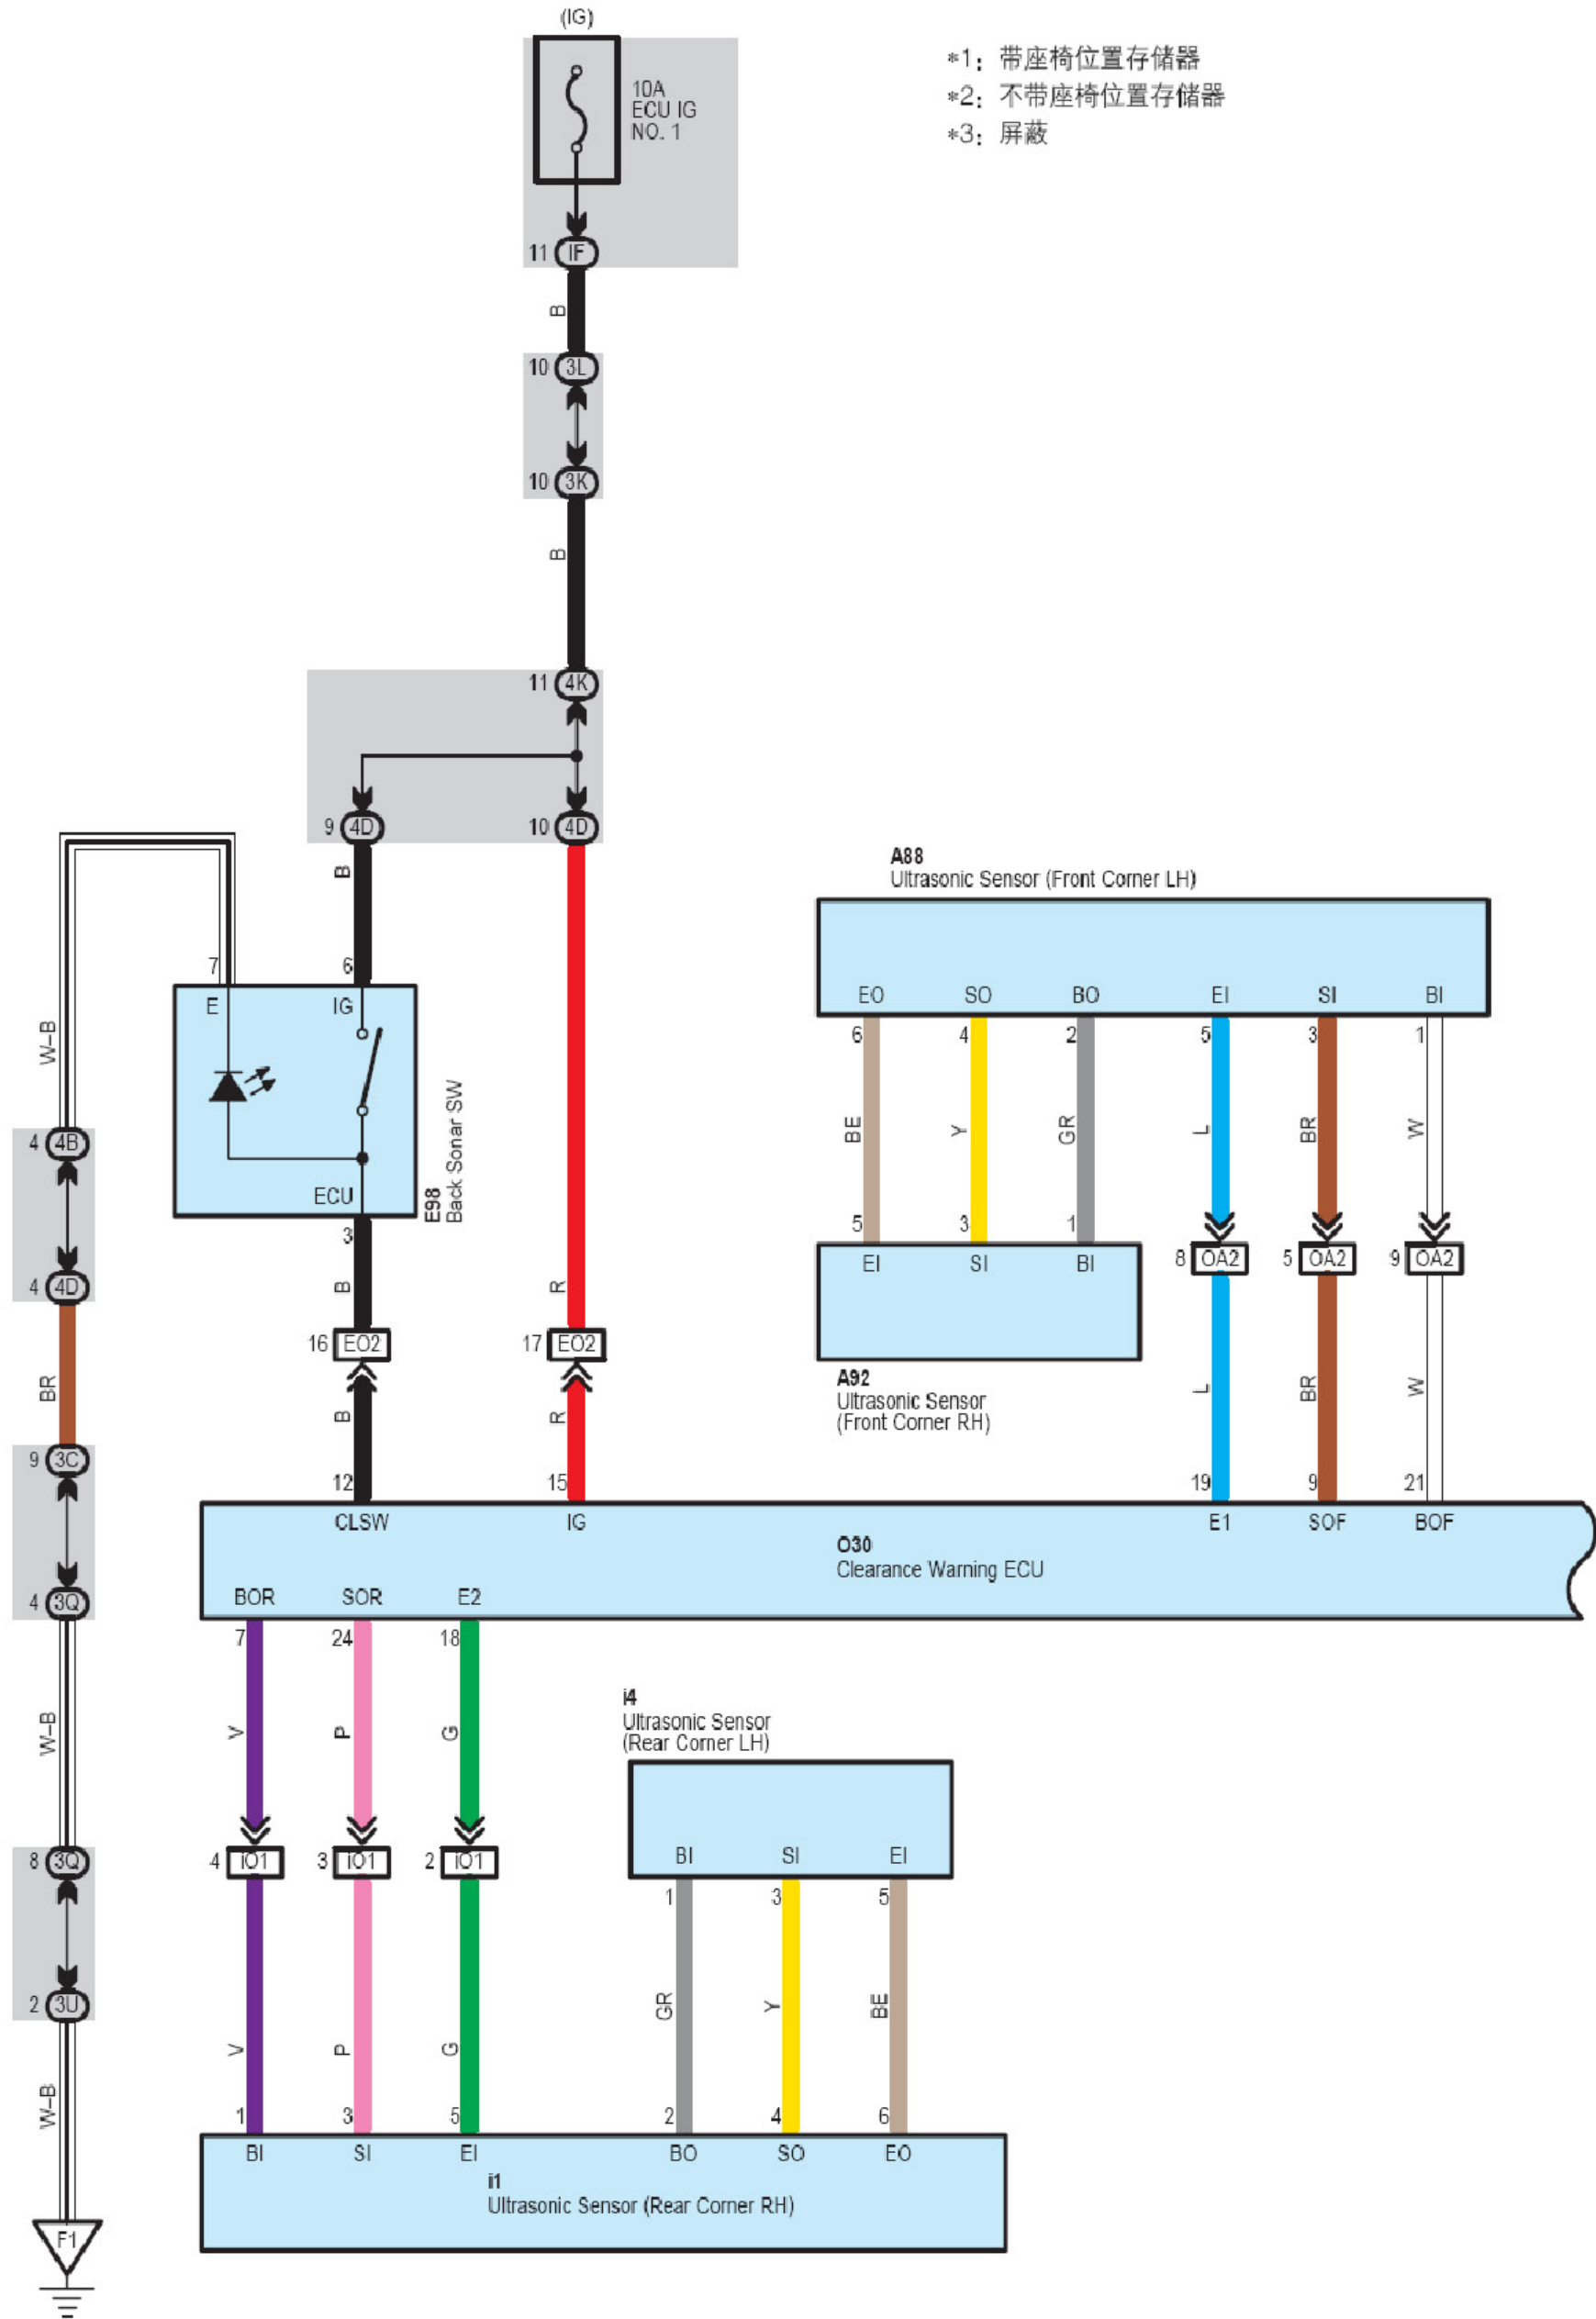 (IG)
*1: 带座椅位置存储器
*2: 不带座椅位置存储器
*3: 屏蔽
10A
ECU IG
NO. 1
11 IF
B
10 3L
10 3K
B
11 4K
9 4D
10 4D
B
A88
Ultrasonic Sensor (Front Corner LH)
7
6
E
IG
EO SO BO EI SI BI
6 4 2 5 3 1
W-B
BE Y GR L BR W
4 4B
E98
Back Sonar SW
ECU
3
5 3 1
EI SI BI
8 OA2
5 OA2
9 OA2
4 4D
B
R
16 EO2
17 EO2
A92
Ultrasonic Sensor
(Front Corner RH)
BR
B
R
L BR W
9 3C
12 15 19 9 21
CLSW IG E1 SOF BOF
O30
Clearance Warning ECU
BOR SOR E2
4 3Q
7 24 18
i4
Ultrasonic Sensor
(Rear Corner LH)
W-B
V P G
8 3Q
4 iO1
3 iO1
2 iO1
BI SI EI
1 3 5
2 3U
GR Y BE
V P G
W-B
1 3 5 2 4 6
BI SI EI BO SO EO
i1
Ultrasonic Sensor (Rear Corner RH)
F1